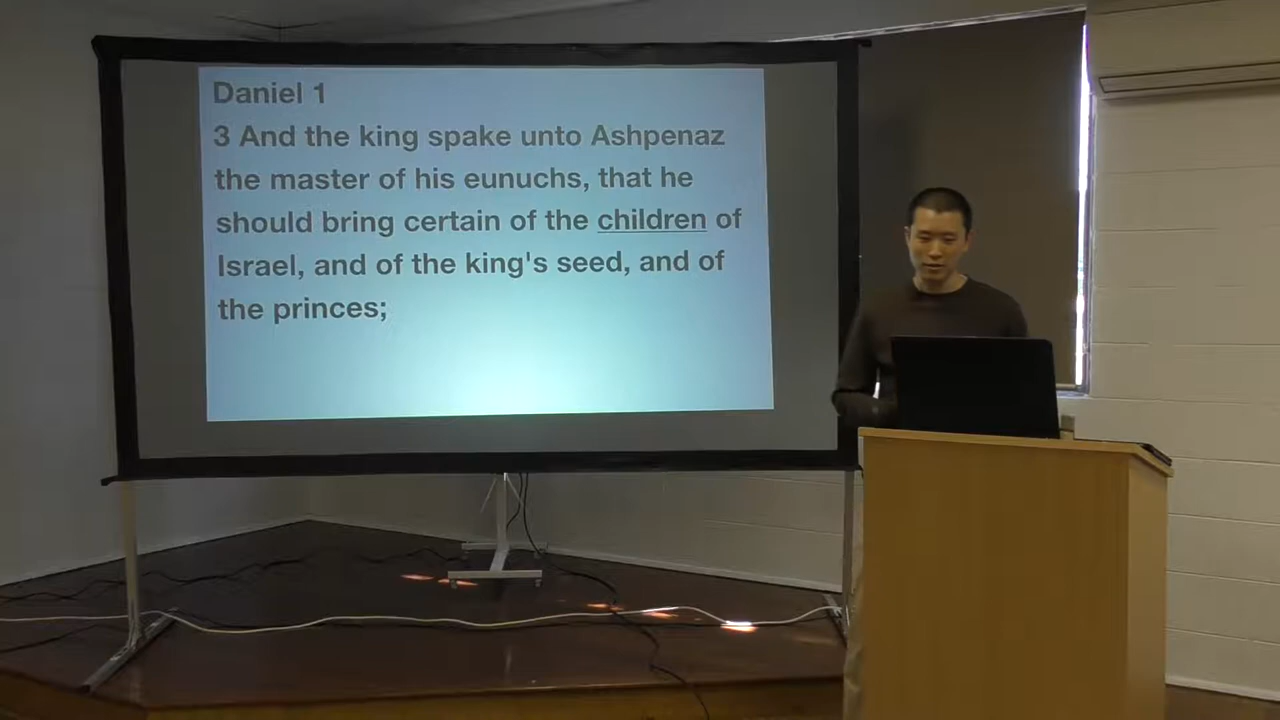 Daniel 1
3 And the king spake unto Ashpenaz
the master of his eunuchs, that he
should bring certain of the children of
Israel, and of the king's seed, and of
the princes;